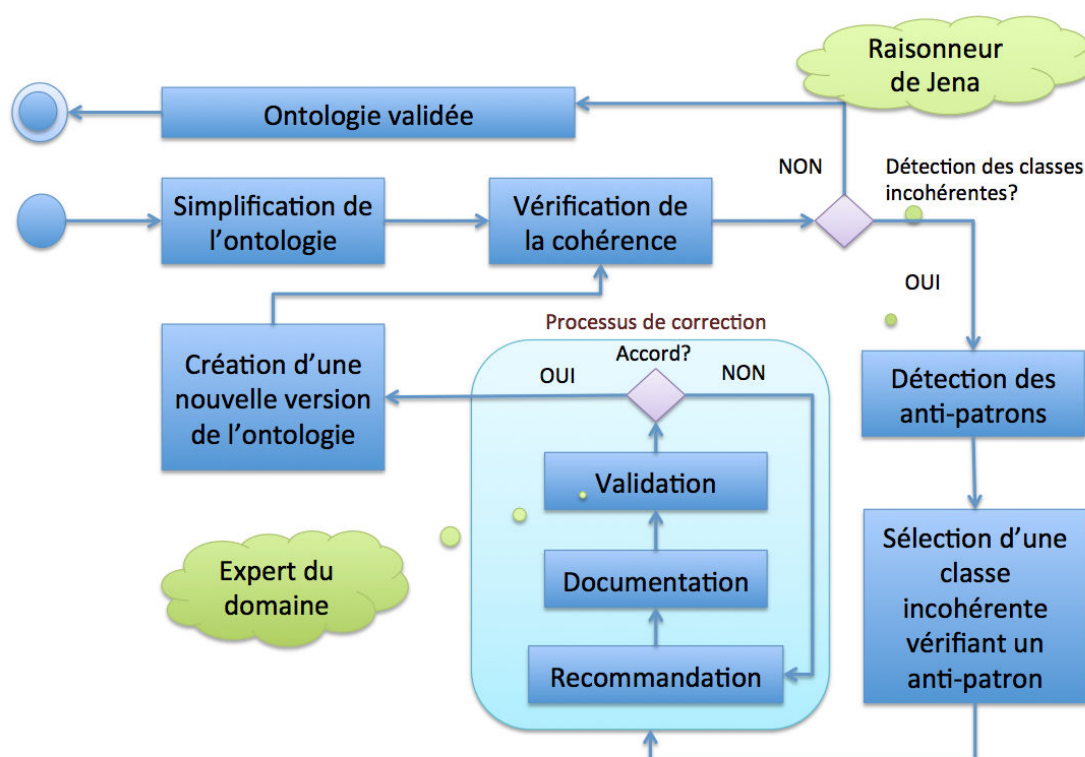 Raisonneur
de Jena
Ontologie validée
NON
Détection des classes
incohérentes?
Simplification de
l’ontologie
Vérification de
la cohérence
OUI
Processus de correction
Accord?
OUI
NON
Création d’une
nouvelle version
de l’ontologie
Détection des
anti-patrons
Validation
Sélection d’une
classe
incohérente
vérifiant un
anti-patron
Expert du
domaine
Documentation
Recommandation